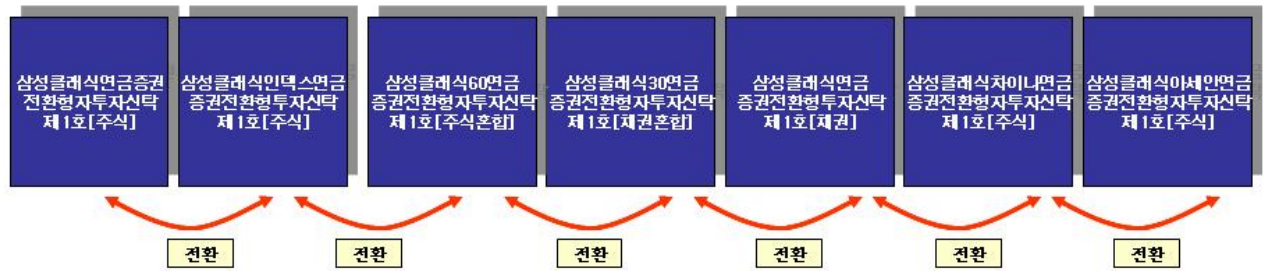 삼성클래식연금증권
전환형자투자신탁
제1호[주식]
삼성클래식인덱스연금
증권전환형자투자신탁
제1호[주식]
삼성클래식60연금
증권전환형자투자신탁
제1호[주식혼합]
삼성클래식30연금
증권전환형자투자신탁
제1호[채권혼합]
삼성클래식연금
증권전환형자투자신탁
제1호[채권]
삼성클래식차이나연금
증권전환형자투자신탁
제1호[주식]
삼성클래식아세안연금
증권전환형자투자신탁
제1호[주식]
전환
전환
전환
전환
전환
전환